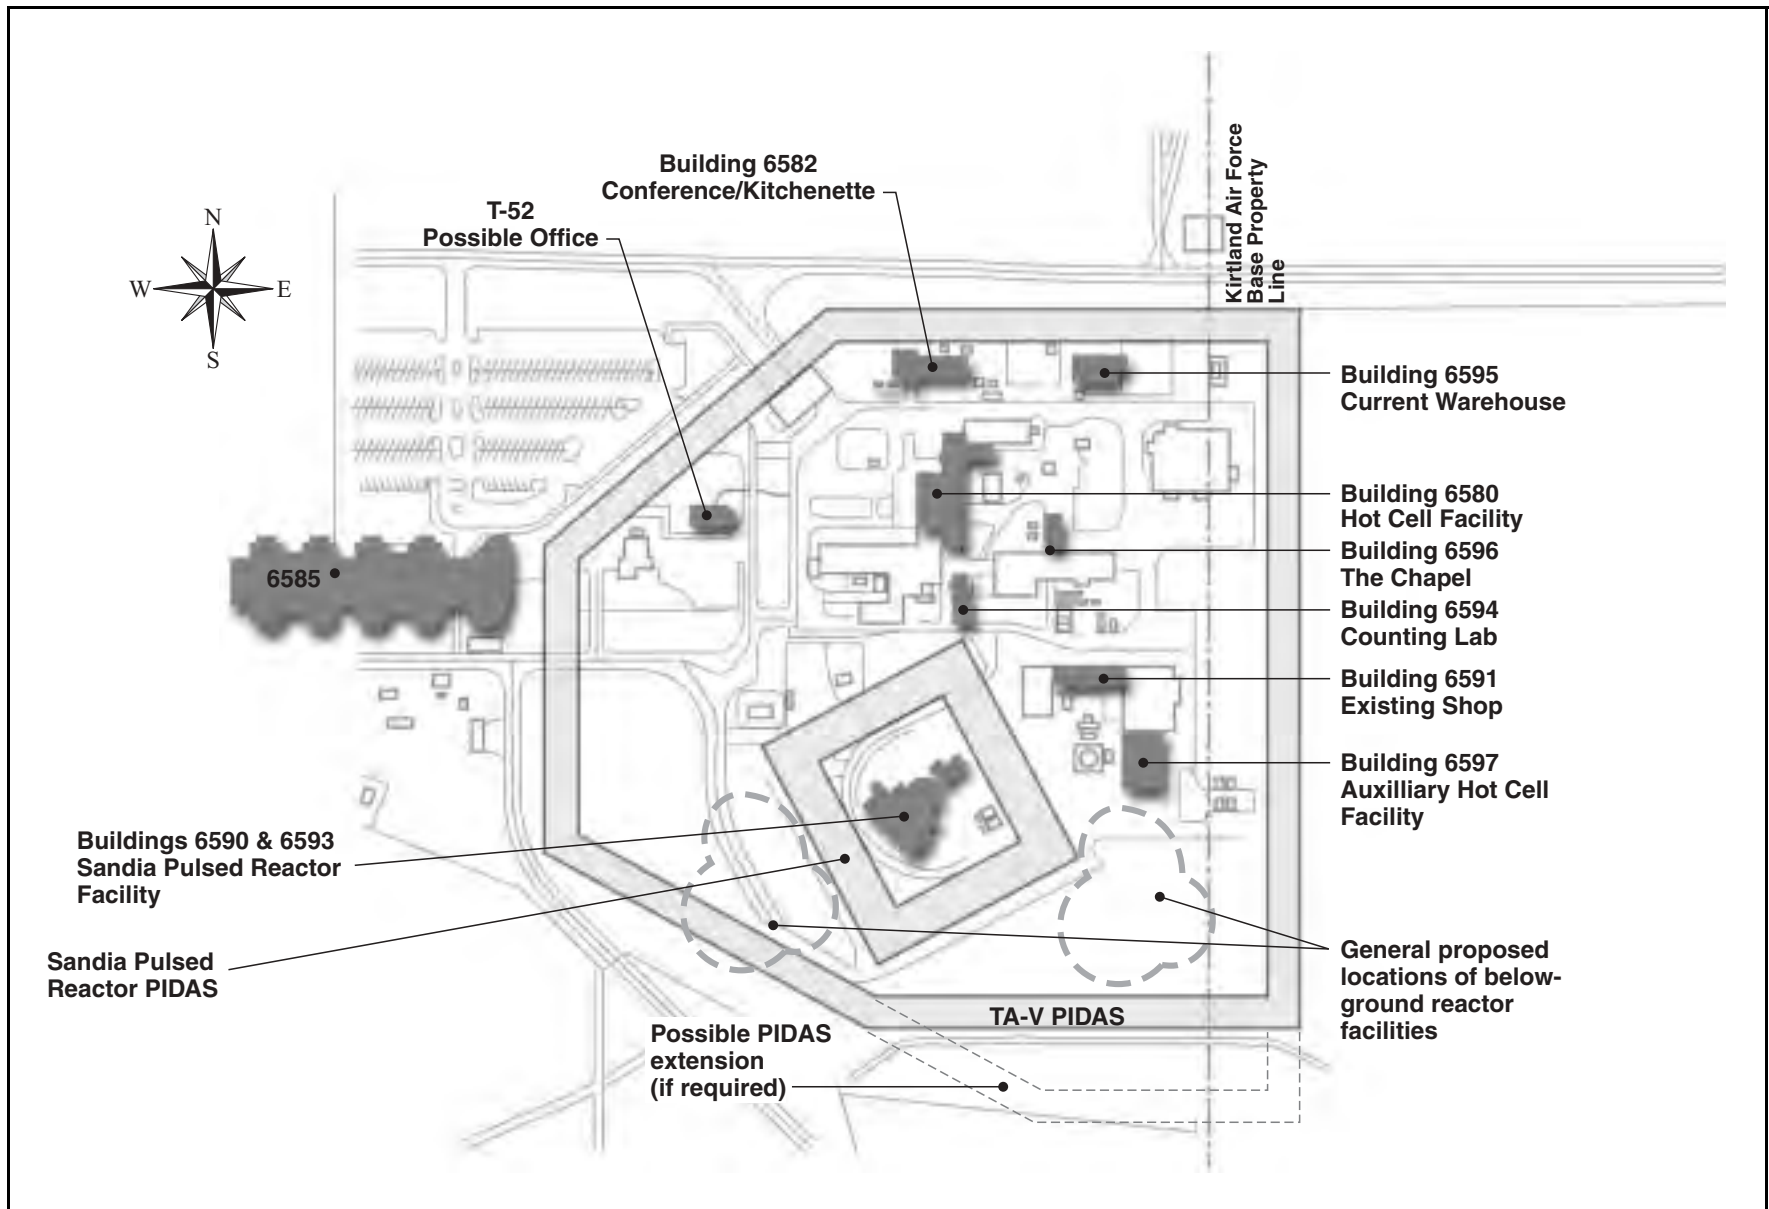 Kirtland Air Force
Base Property
Line
Building 6582
Conference/Kitchenette
T-52
Possible Office
N
W
E
S
Building 6595
Current Warehouse
Building 6580
Hot Cell Facility
Building 6596
The Chapel
6585
Building 6594
Counting Lab
Building 6591
Existing Shop
Building 6597
Auxilliary Hot Cell
Facility
Buildings 6590 & 6593
Sandia Pulsed Reactor
Facility
Sandia Pulsed
Reactor PIDAS
General proposed
locations of below-
ground reactor
facilities
TA-V PIDAS
Possible PIDAS
extension
(if required)